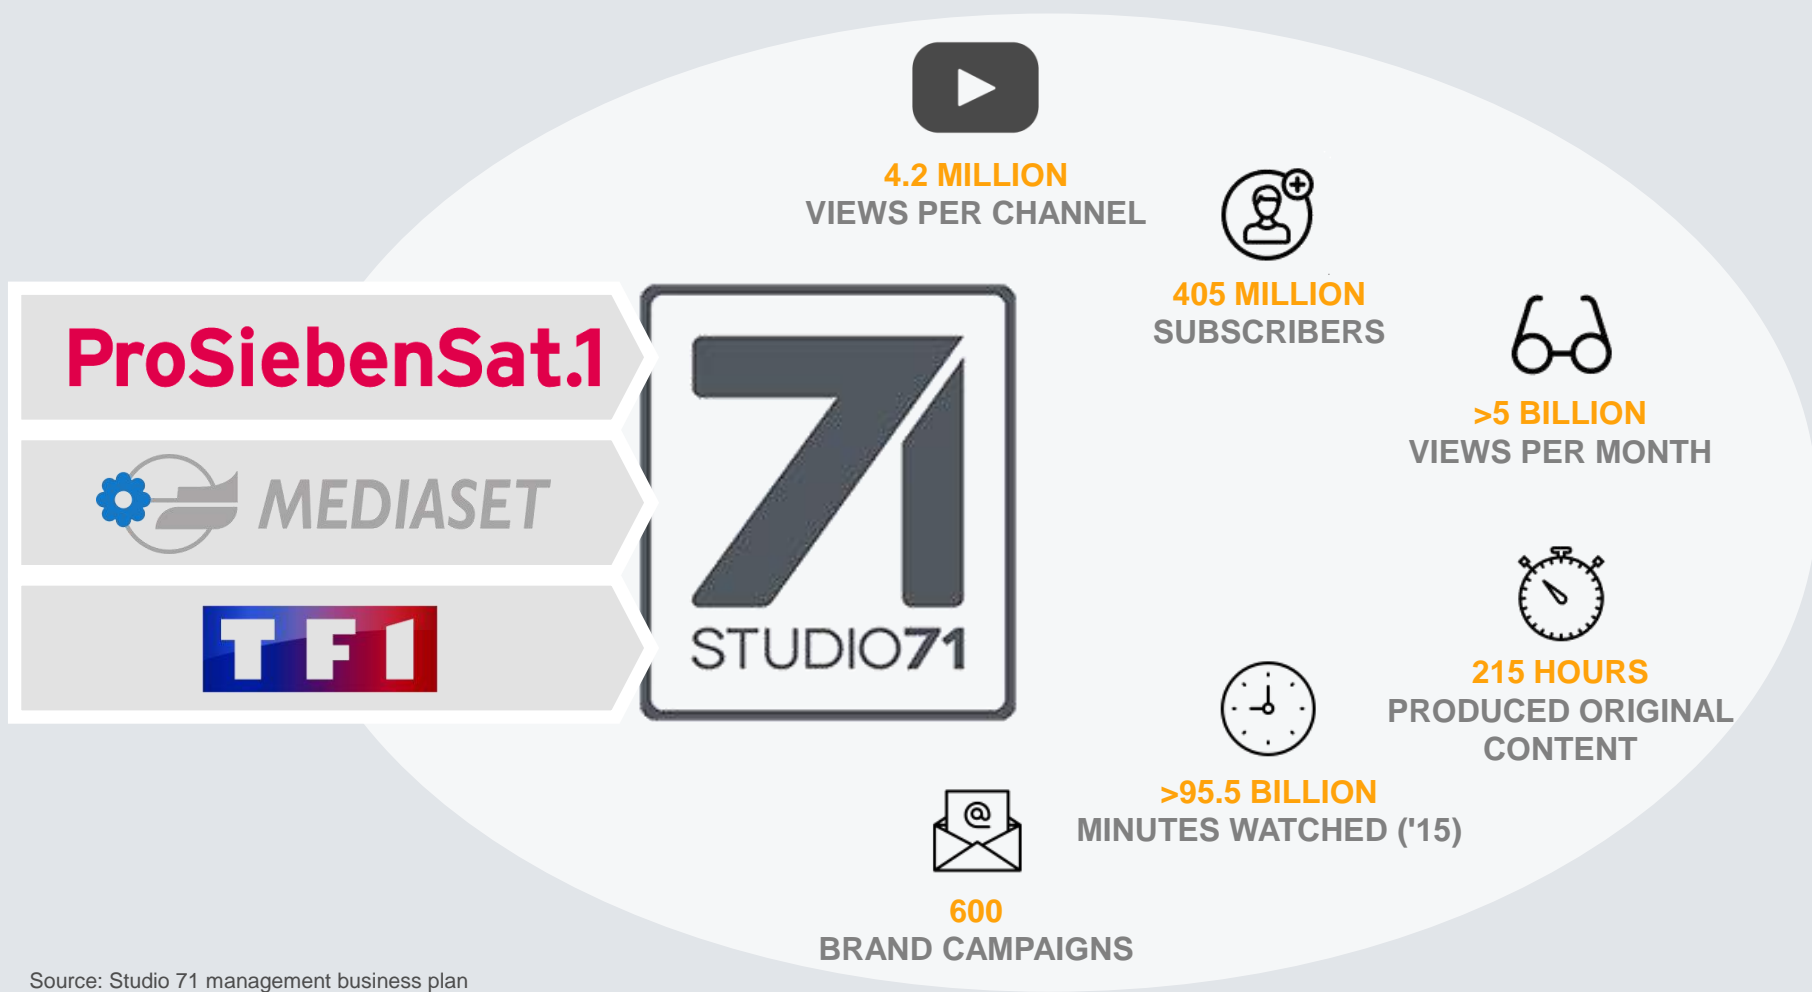 4.2 MILLION
VIEWS PER CHANNEL
405 MILLION
SUBSCRIBERS
>5 BILLION
VIEWS PER MONTH
ProSiebenSat.1
MEDIASET
TF1
71
STUDIO71
215 HOURS
PRODUCED ORIGINAL
CONTENT
>95.5 BILLION
MINUTES WATCHED ('15)
@
600
BRAND CAMPAIGNS
Source: Studio 71 management business plan